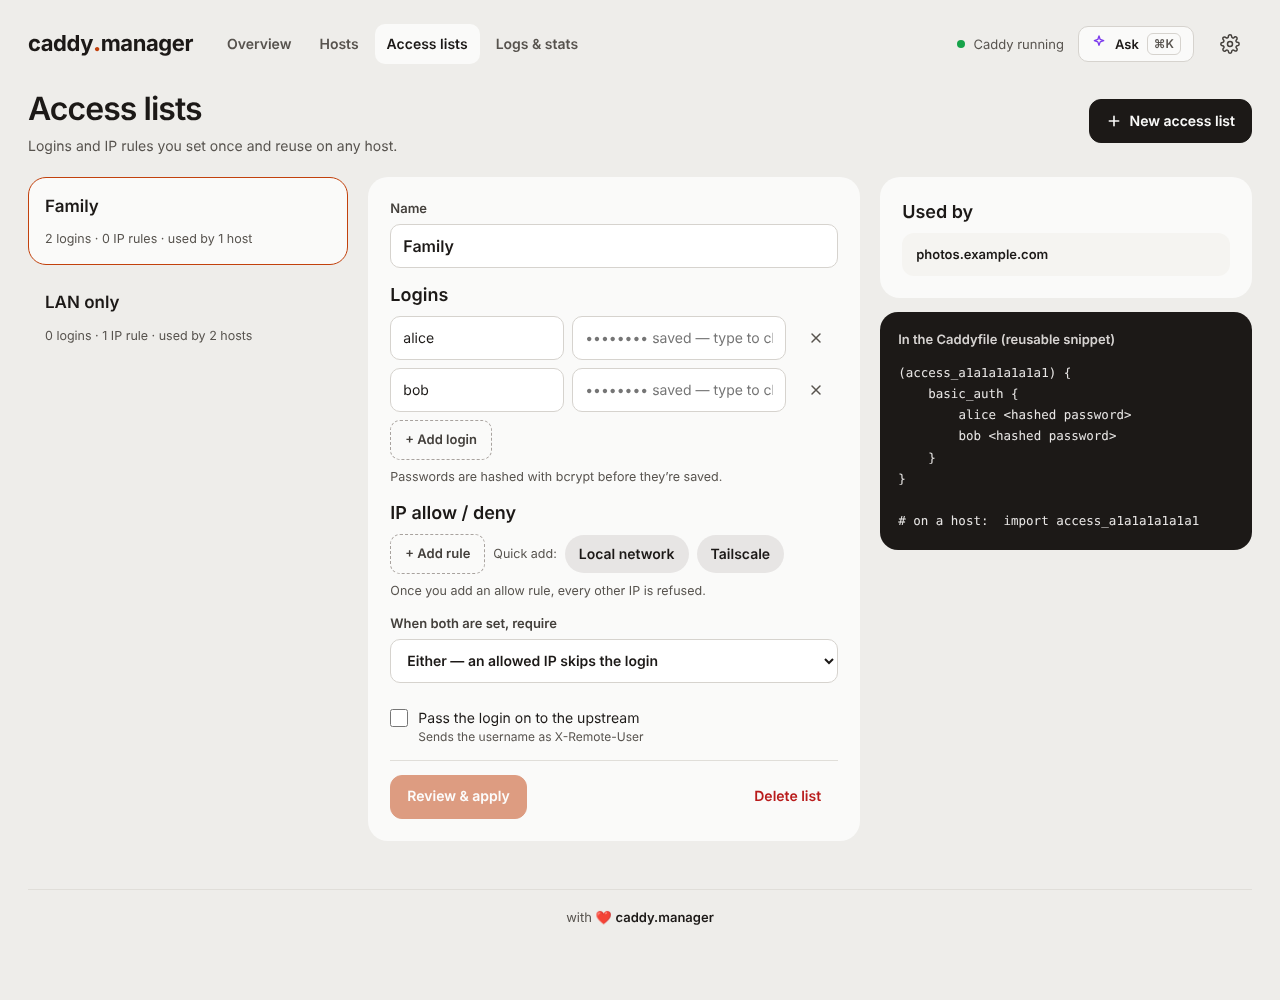 caddy.manager
Overview
Hosts
Access lists
Logs & stats
Caddy running
Ask
⌘K
Access lists
Logins and IP rules you set once and reuse on any host.
+ New access list
Family
2 logins · 0 IP rules · used by 1 host
LAN only
0 logins · 1 IP rule · used by 2 hosts
Name
Family
Logins
alice
•••••••• saved — type to
bob
•••••••• saved — type to
+ Add login
Passwords are hashed with bcrypt before they’re saved.
IP allow / deny
+ Add rule
Quick add:
Local network
Tailscale
Once you add an allow rule, every other IP is refused.
When both are set, require
Either — an allowed IP skips the login
Pass the login on to the upstream
Sends the username as X-Remote-User
Review & apply
Delete list
Used by
photos.example.com
In the Caddyfile (reusable snippet)
(access_a1a1a1a1a1a1) {
    basic_auth {
        alice <hashed password>
        bob <hashed password>
    }
}
# on a host:  import access_a1a1a1a1a1a1
with ❤️ caddy.manager